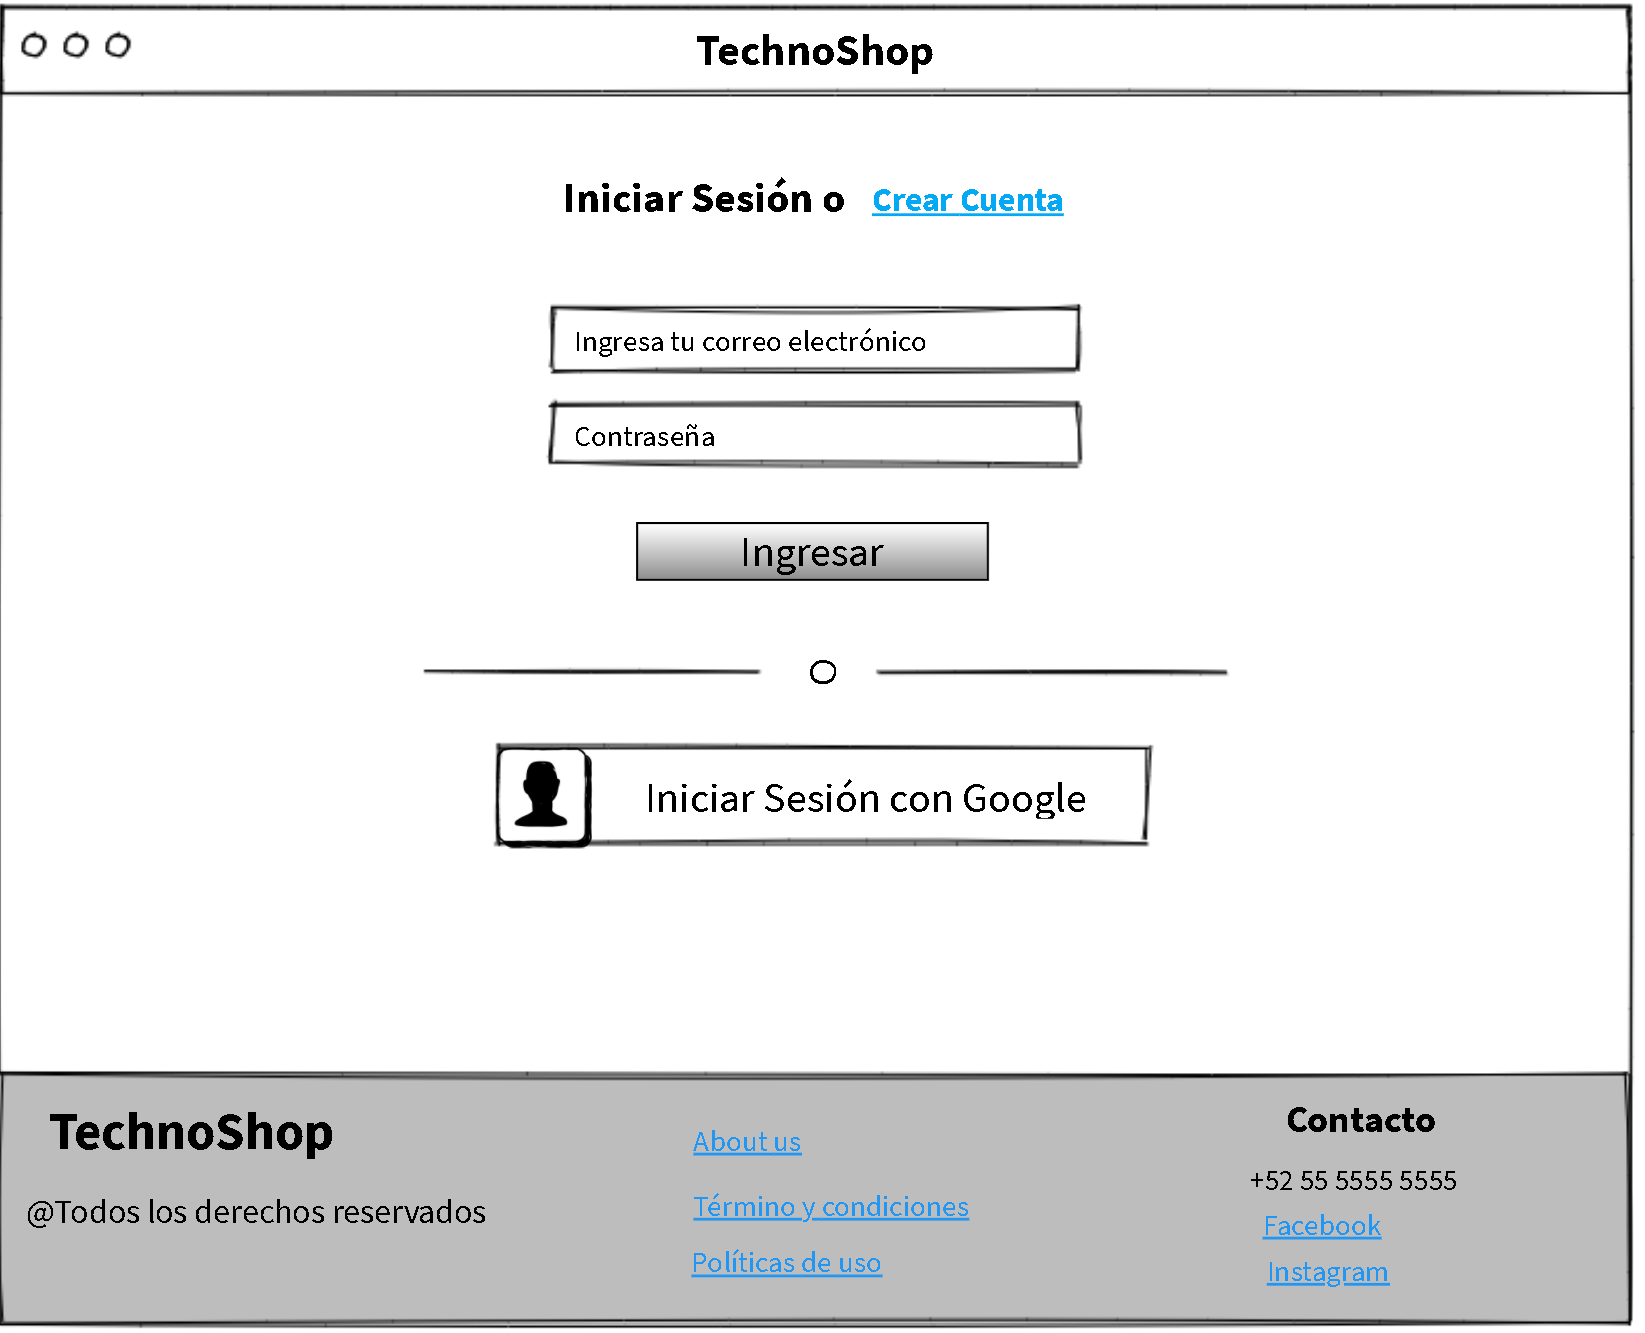 TechnoShop
Iniciar Sesión o Crear Cuenta
Ingresa tu correo electrónico
Contraseña
Ingresar
O
Iniciar Sesión con Google
TechnoShop
@Todos los derechos reservados
About us
Término y condiciones
Políticas de uso
Contacto
+52 55 5555 5555
Facebook
Instagram